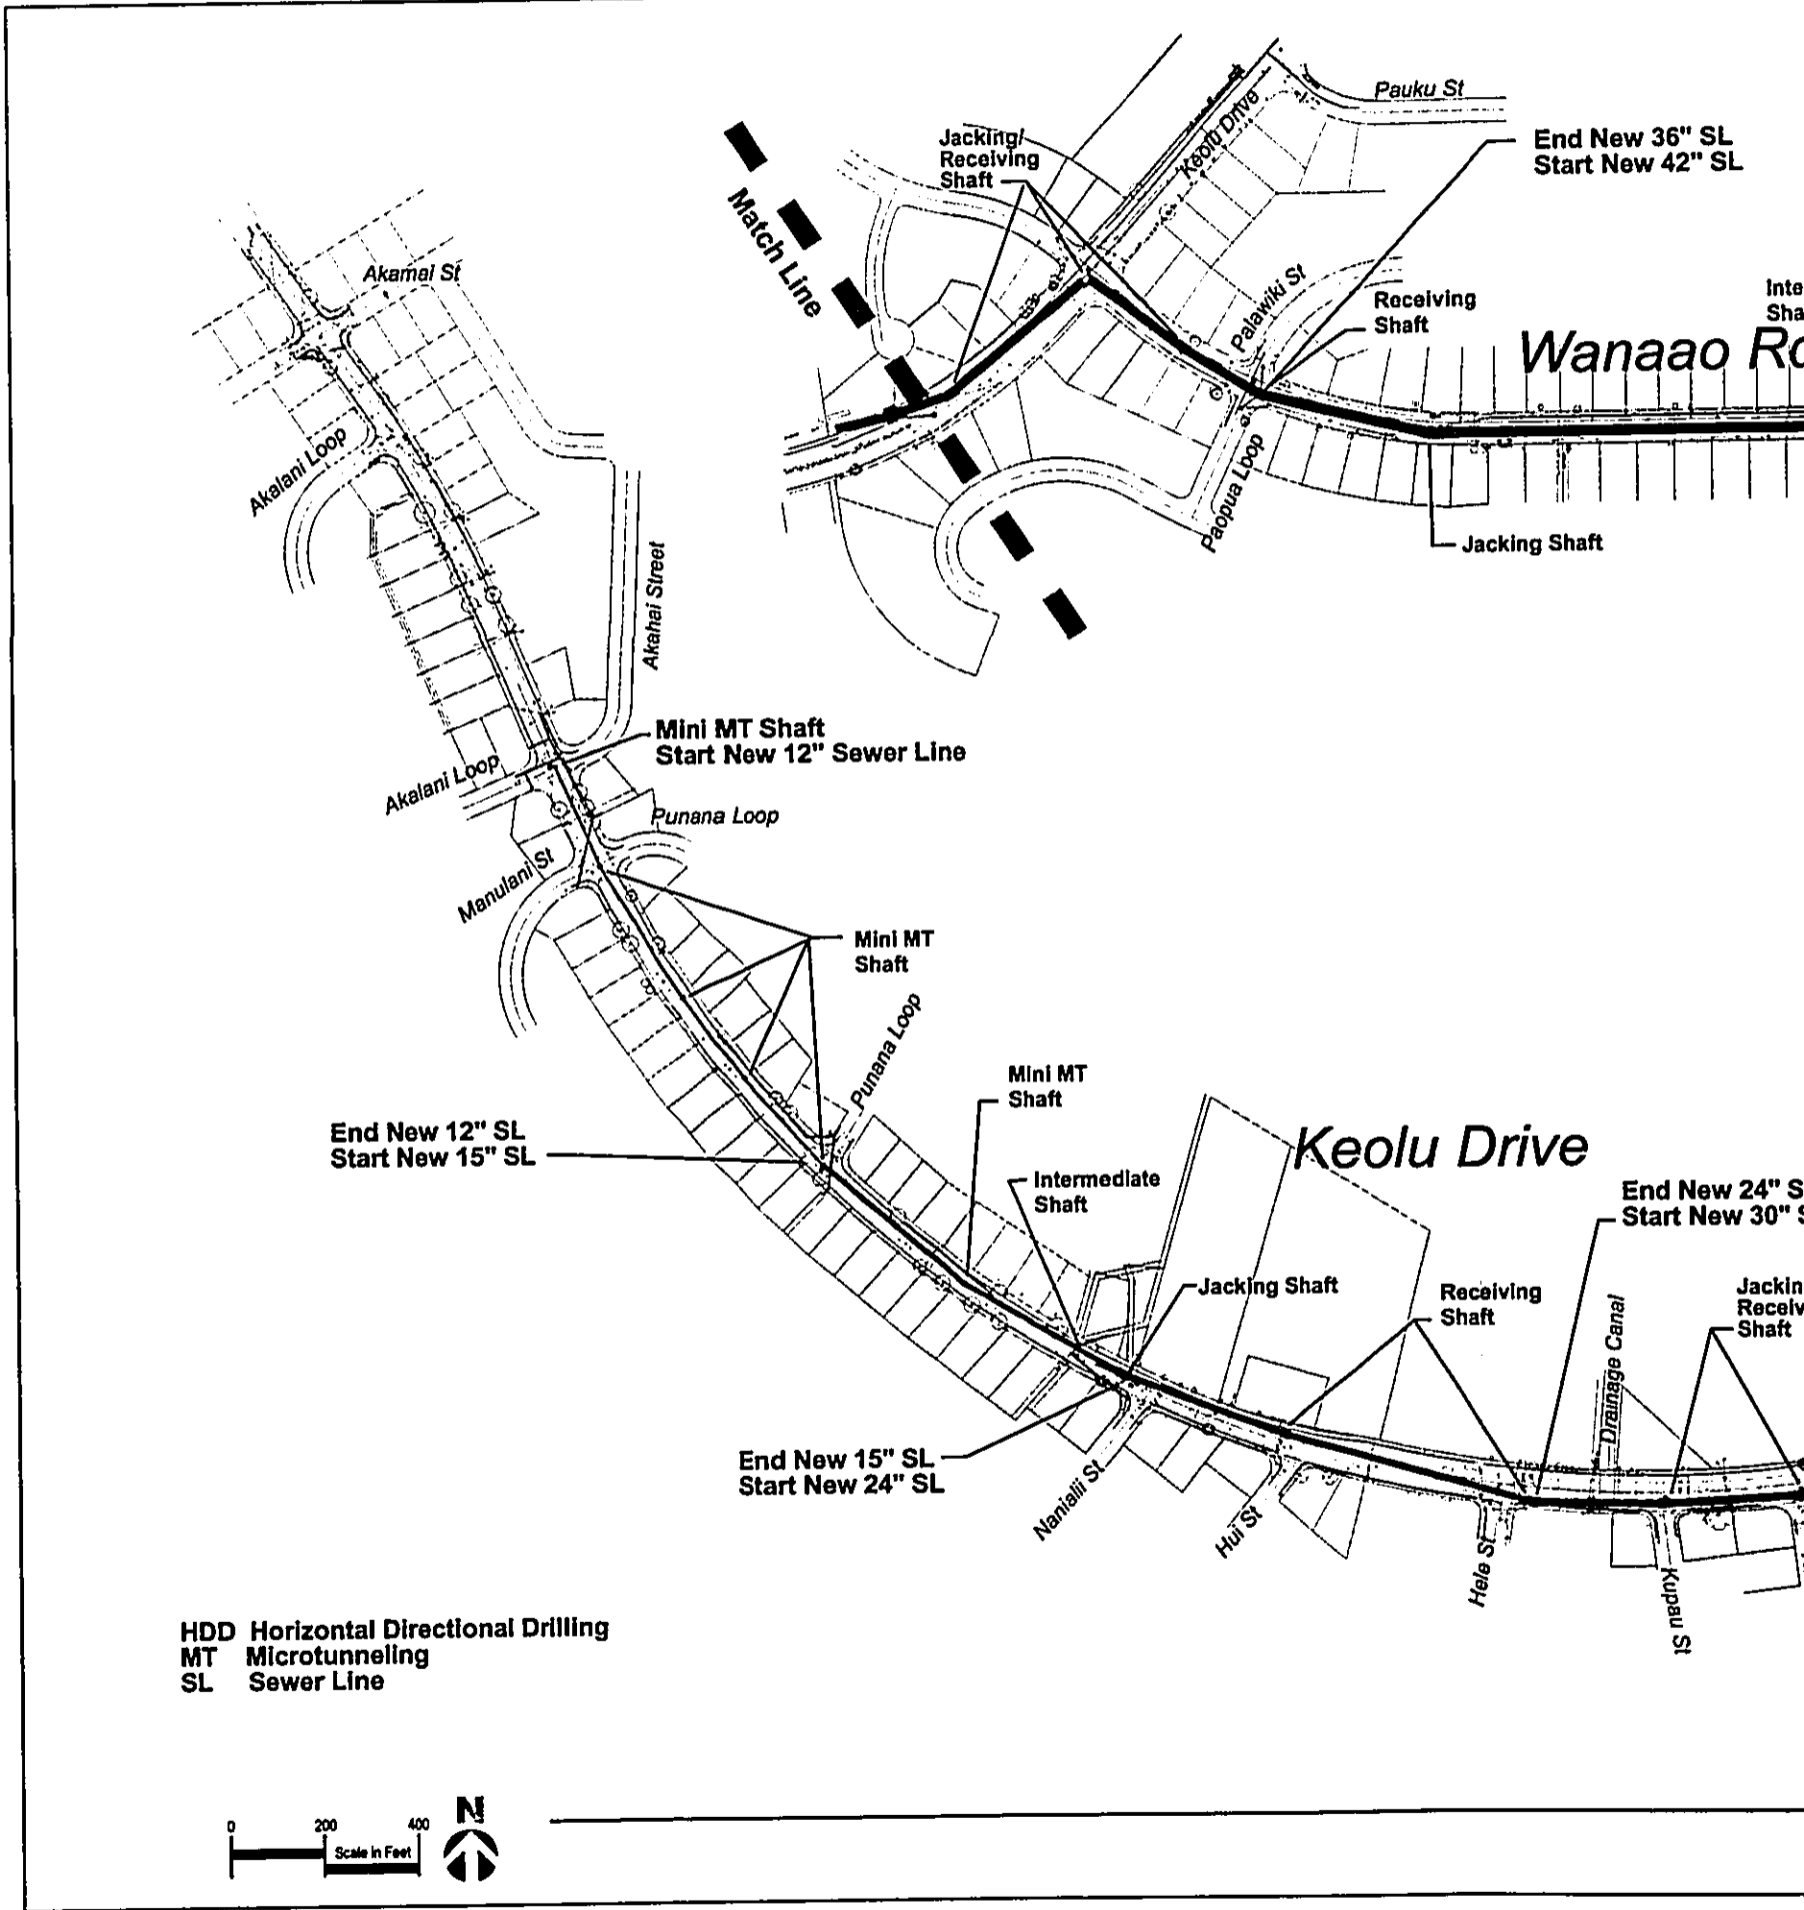 Pauku St
Keolu Drive
Jacking/
Receiving
Shaft
End New 36" SL
Start New 42" SL
Match Line
Akamai St
Palawiki St
Receiving
Shaft
Inte
Sha
Wanaao Ro
Akalani Loop
Paopua Loop
Jacking Shaft
Akahai Street
Mini MT Shaft
Start New 12" Sewer Line
Akalani Loop
Punana Loop
Manulani St
Mini MT
Shaft
Punana Loop
Mini MT
Shaft
End New 12" SL
Start New 15" SL
Keolu Drive
Intermediate
Shaft
End New 24" S
Start New 30" S
Jacking Shaft
Receiving
Shaft
Drainage Canal
Jackin
Receiv
Shaft
End New 15" SL
Start New 24" SL
Nanialii St
Hui St
Hele St
Kupau St
HDD Horizontal Directional Drilling
MT Microtunneling
SL Sewer Line
0 200 400
Scale in Feet
N